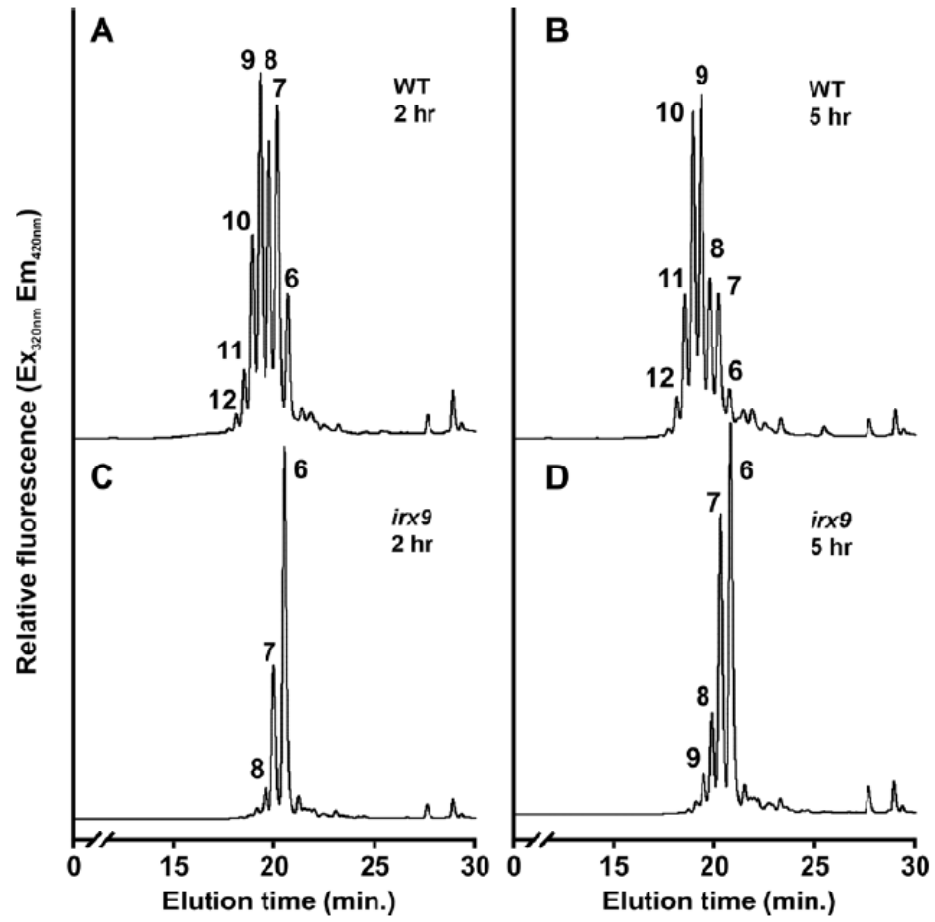 Relative fluorescence (Ex320nm Em420nm)
A
WT
2 hr
9 8
7
10
6
11
12
B
WT
5 hr
9
10
8
11
7
12
6
C
irx9
2 hr
6
7
8
D
irx9
5 hr
6
7
8
9
0 15 20 25 30
Elution time (min.)
0 15 20 25 30
Elution time (min.)